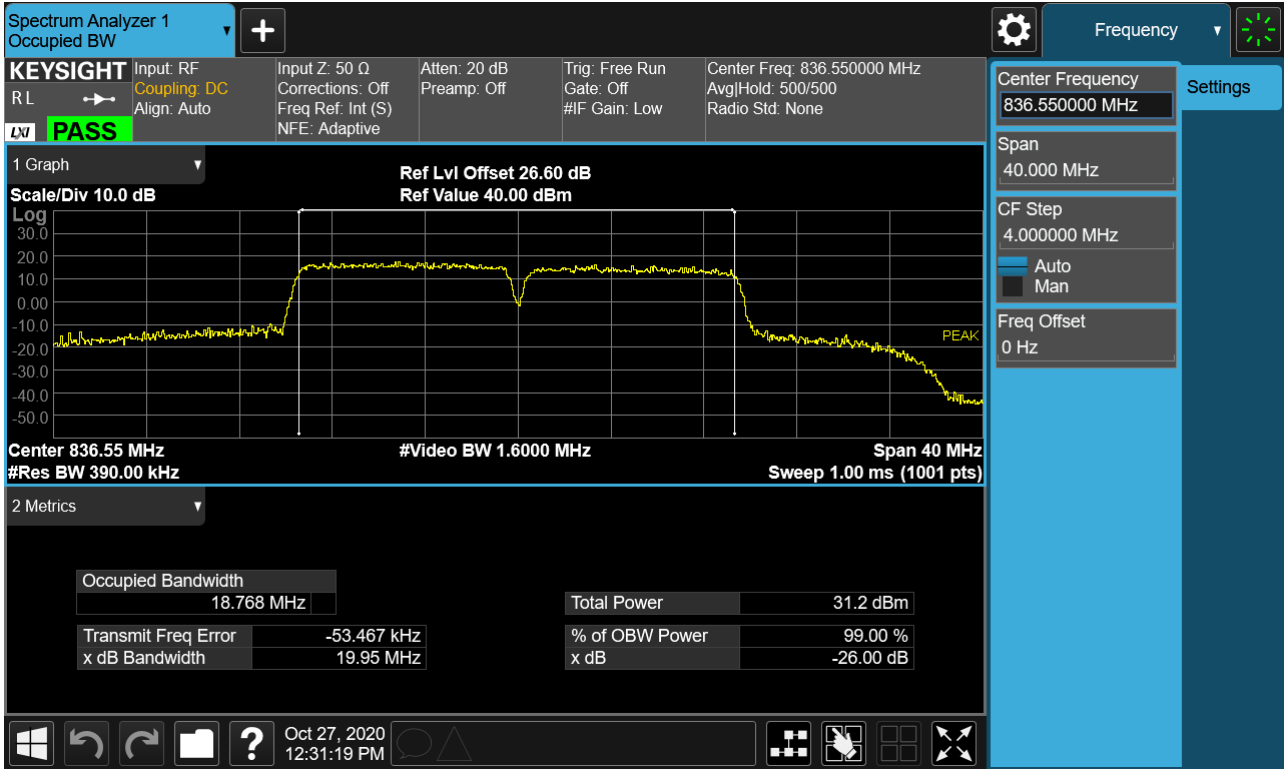 Spectrum Analyzer 1
Occupied BW
Frequency
KEYSIGHT
R L
LXI
PASS
Input: RF
Coupling: DC
Align: Auto
Input Z: 50 Ω
Corrections: Off
Freq Ref: Int (S)
NFE: Adaptive
Atten: 20 dB
Preamp: Off
Trig: Free Run
Gate: Off
#IF Gain: Low
Center Freq: 836.550000 MHz
Avg|Hold: 500/500
Radio Std: None
Center Frequency
836.550000 MHz
Settings
Span
40.000 MHz
CF Step
4.000000 MHz
Auto
Man
Freq Offset
0 Hz
1 Graph
Scale/Div 10.0 dB
Ref Lvl Offset 26.60 dB
Ref Value 40.00 dBm
Log
30.0
20.0
10.0
0.00
-10.0
-20.0
-30.0
-40.0
-50.0
PEAK
Center 836.55 MHz
#Video BW 1.6000 MHz
Span 40 MHz
#Res BW 390.00 kHz
Sweep 1.00 ms (1001 pts)
2 Metrics
Occupied Bandwidth
18.768 MHz
Total Power 31.2 dBm
Transmit Freq Error -53.467 kHz
% of OBW Power 99.00 %
x dB Bandwidth 19.95 MHz
x dB -26.00 dB
?
Oct 27, 2020
12:31:19 PM